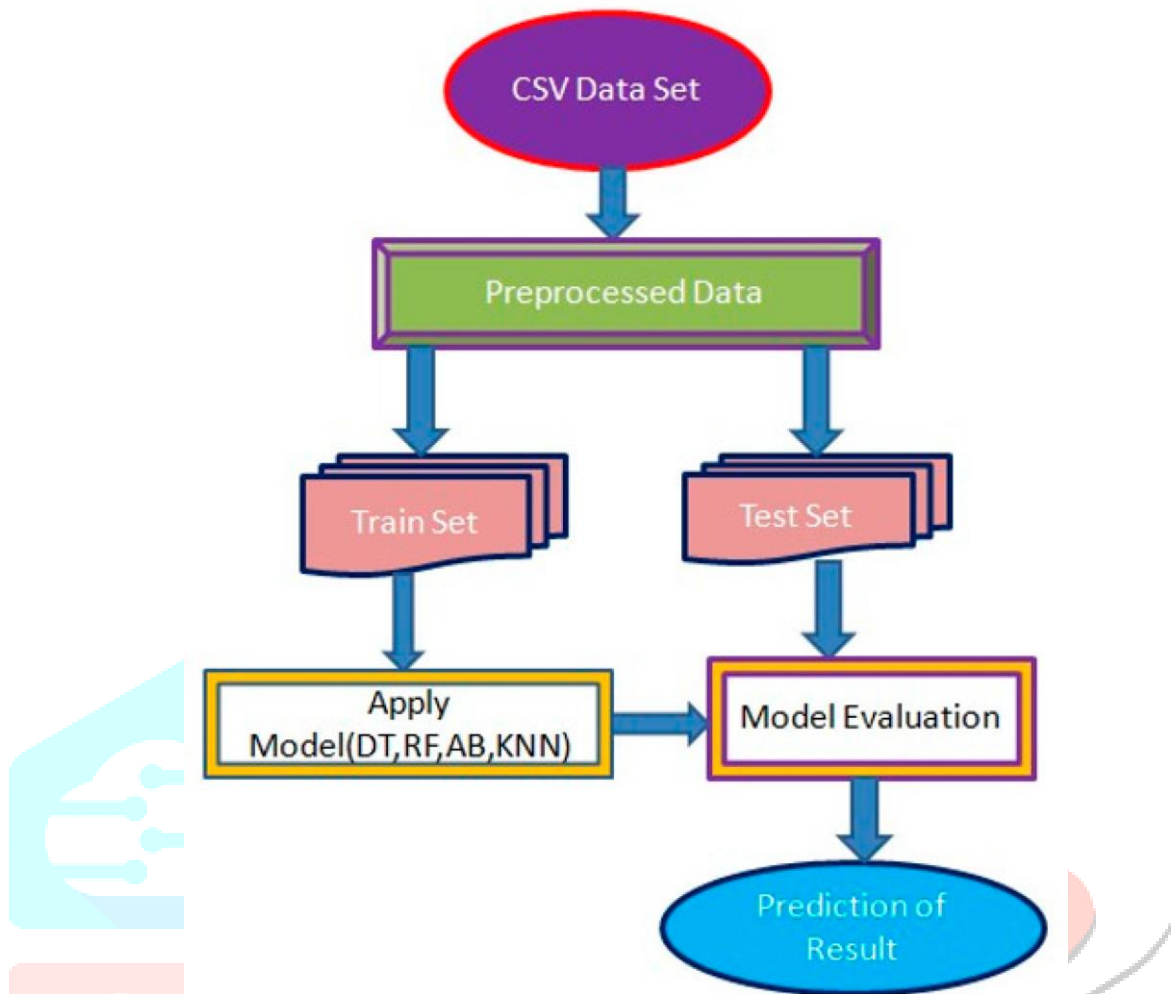 CSV Data Set
Preprocessed Data
Train Set
Test Set
Apply
Model(DT,RF,AB,KNN)
Model Evaluation
Prediction of
Result